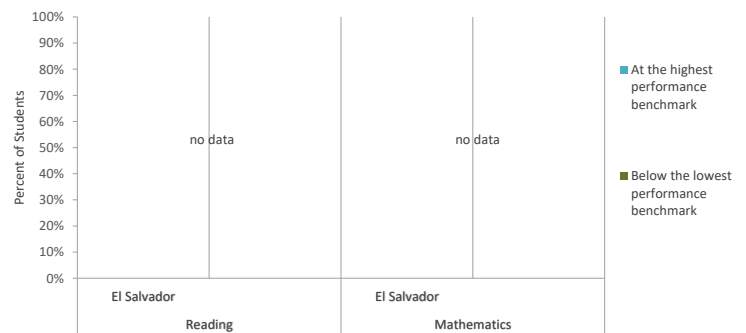 Percent of Students
100%
90%
80%
70%
60%
50%
40%
30%
20%
10%
0%
no data
no data
El Salvador
El Salvador
Reading
Mathematics
At the highest
performance
benchmark
Below the lowest
performance
benchmark